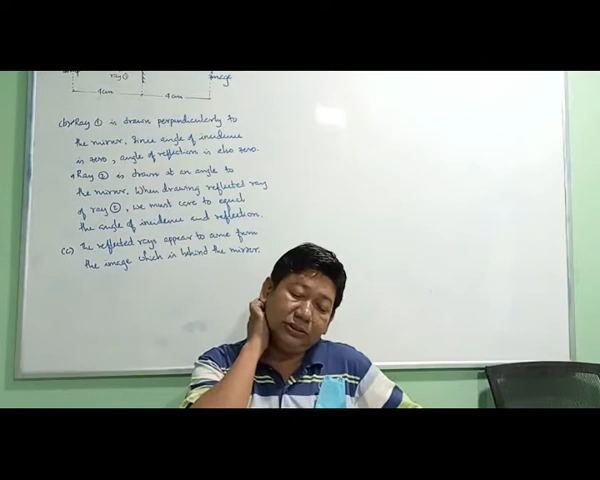 ray ①
image
4cm
4cm
(b) Ray ① is drawn perpendicularly to
the mirror. Since angle of incidence
is zero, angle of reflection is also zero.
Ray ② is drawn at an angle to
the mirror. When drawing reflected ray
of ray ②, we must care to equal
the angle of incidence and reflection.
(c) The reflected rays appear to come from
the image which is behind the mirror.